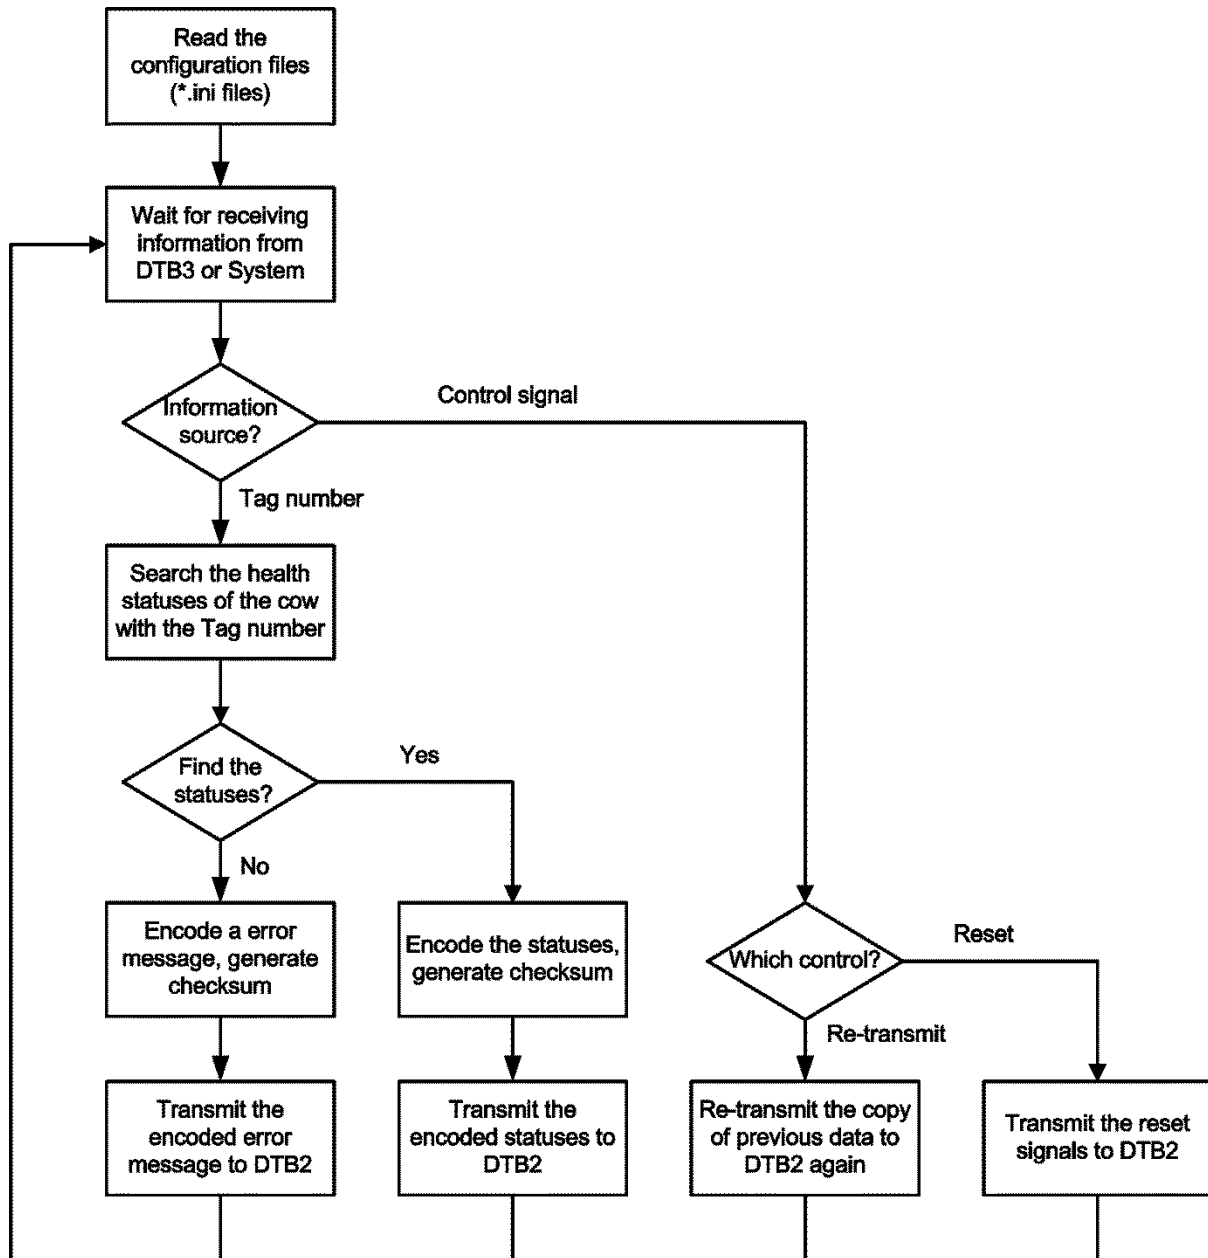 Read the
configuration files
(*.ini files)
Wait for receiving
information from
DTB3 or System
Information
source?
Control signal
Tag number
Search the health
statuses of the cow
with the Tag number
Find the
statuses?
Yes
No
Encode a error
message, generate
checksum
Encode the statuses,
generate checksum
Which control?
Reset
Re-transmit
Transmit the
encoded error
message to DTB2
Transmit the
encoded statuses to
DTB2
Re-transmit the copy
of previous data to
DTB2 again
Transmit the reset
signals to DTB2